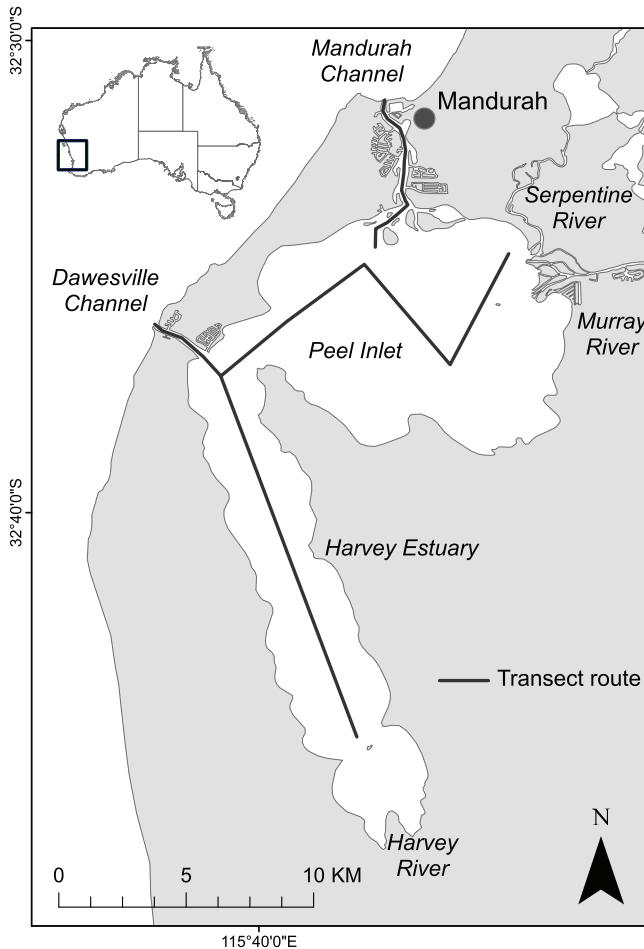 32°30'0"S
Mandurah
Channel
Mandurah
Serpentine
River
Dawesville
Channel
Murray
River
Peel Inlet
32°40'0"S
Harvey Estuary
Transect route
N
Harvey
River
0 5 10 KM
115°40'0"E